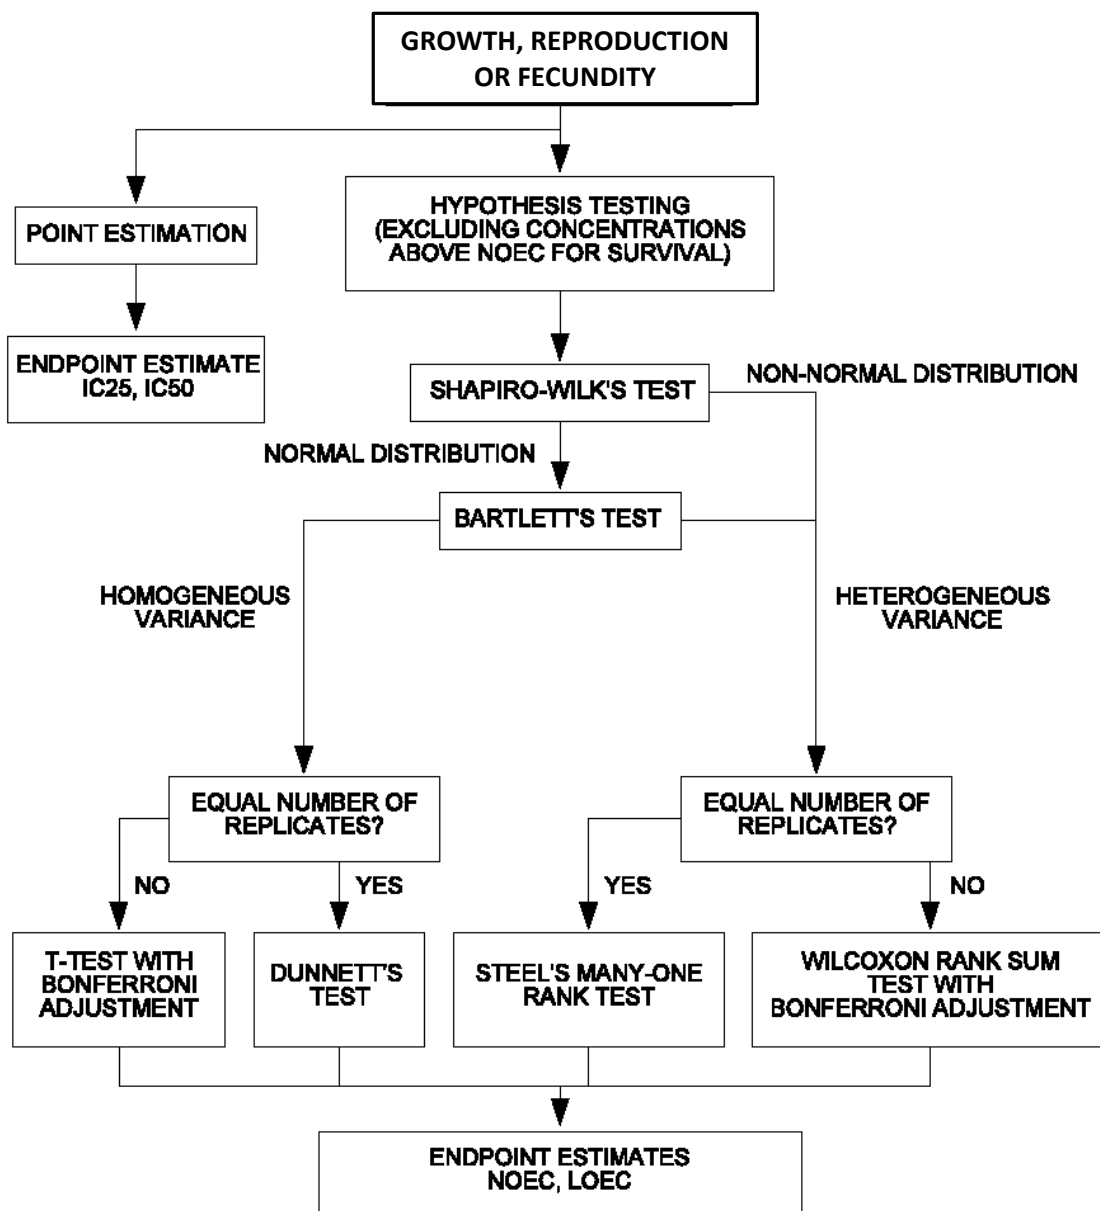 GROWTH, REPRODUCTION
OR FECUNDITY
POINT ESTIMATION
HYPOTHESIS TESTING
(EXCLUDING CONCENTRATIONS
ABOVE NOEC FOR SURVIVAL)
ENDPOINT ESTIMATE
IC25, IC50
SHAPIRO-WILK'S TEST
NON-NORMAL DISTRIBUTION
NORMAL DISTRIBUTION
BARTLETT'S TEST
HOMOGENEOUS
VARIANCE
HETEROGENEOUS
VARIANCE
EQUAL NUMBER OF
REPLICATES?
EQUAL NUMBER OF
REPLICATES?
NO
YES
YES
NO
T-TEST WITH
BONFERRONI
ADJUSTMENT
DUNNETT'S
TEST
STEEL'S MANY-ONE
RANK TEST
WILCOXON RANK SUM
TEST WITH
BONFERRONI ADJUSTMENT
ENDPOINT ESTIMATES
NOEC, LOEC